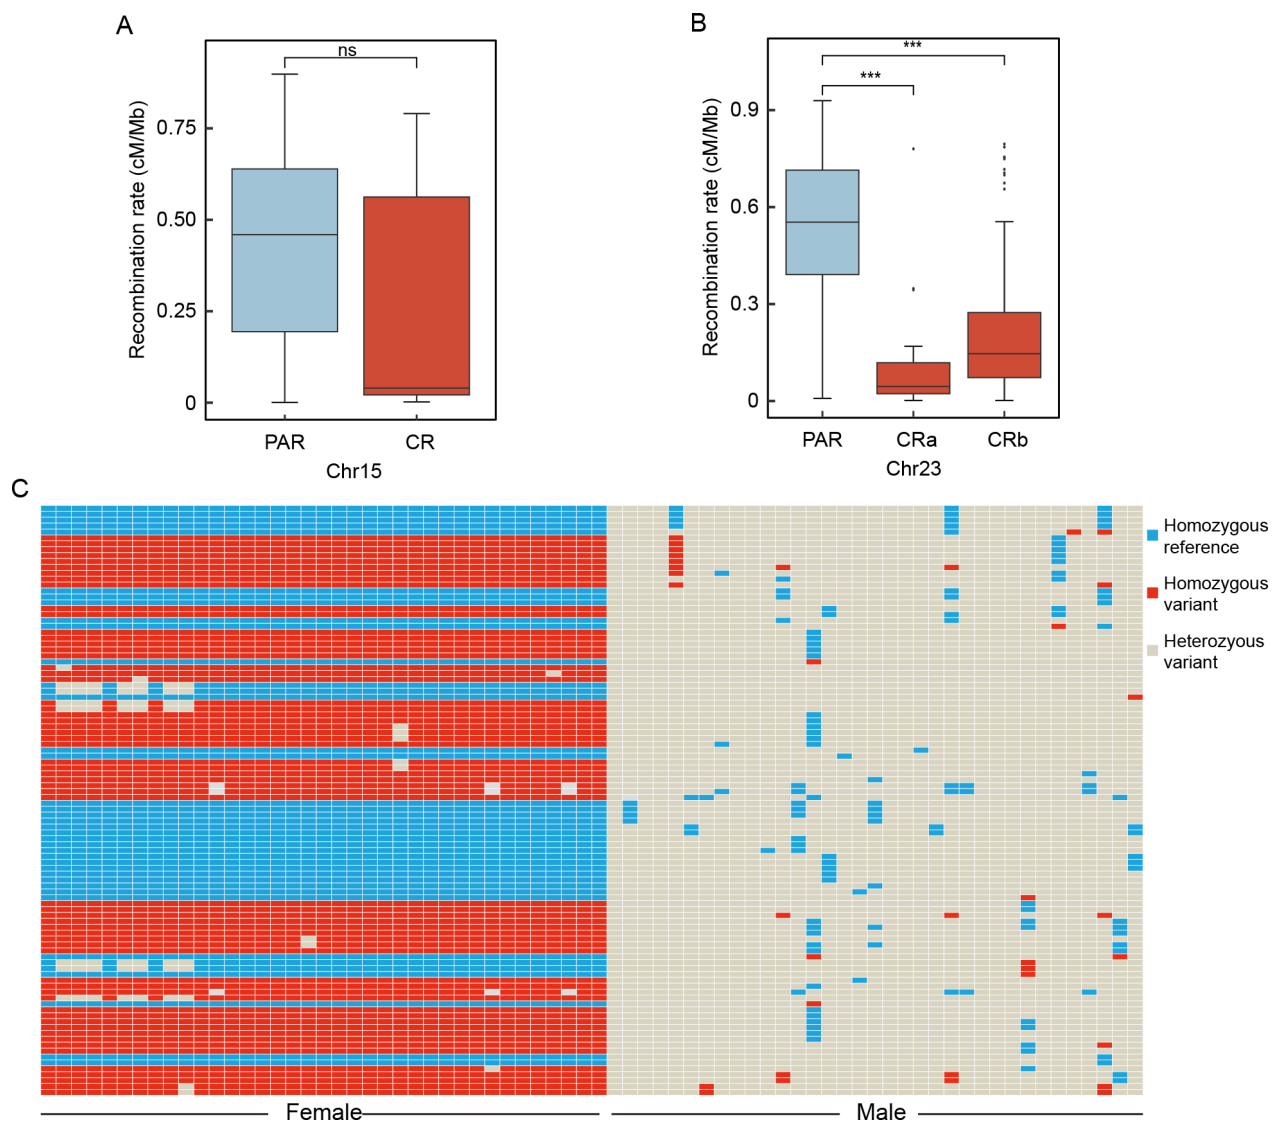 A
ns
Recombination rate (cM/Mb)
0.75
0.50
0.25
0
PAR
CR
Chr15
B
***
***
Recombination rate (cM/Mb)
0.9
0.6
0.3
0
PAR
CRa
CRb
Chr23
C
Homozygous
reference
Homozygous
variant
Heterozyous
variant
Female
Male